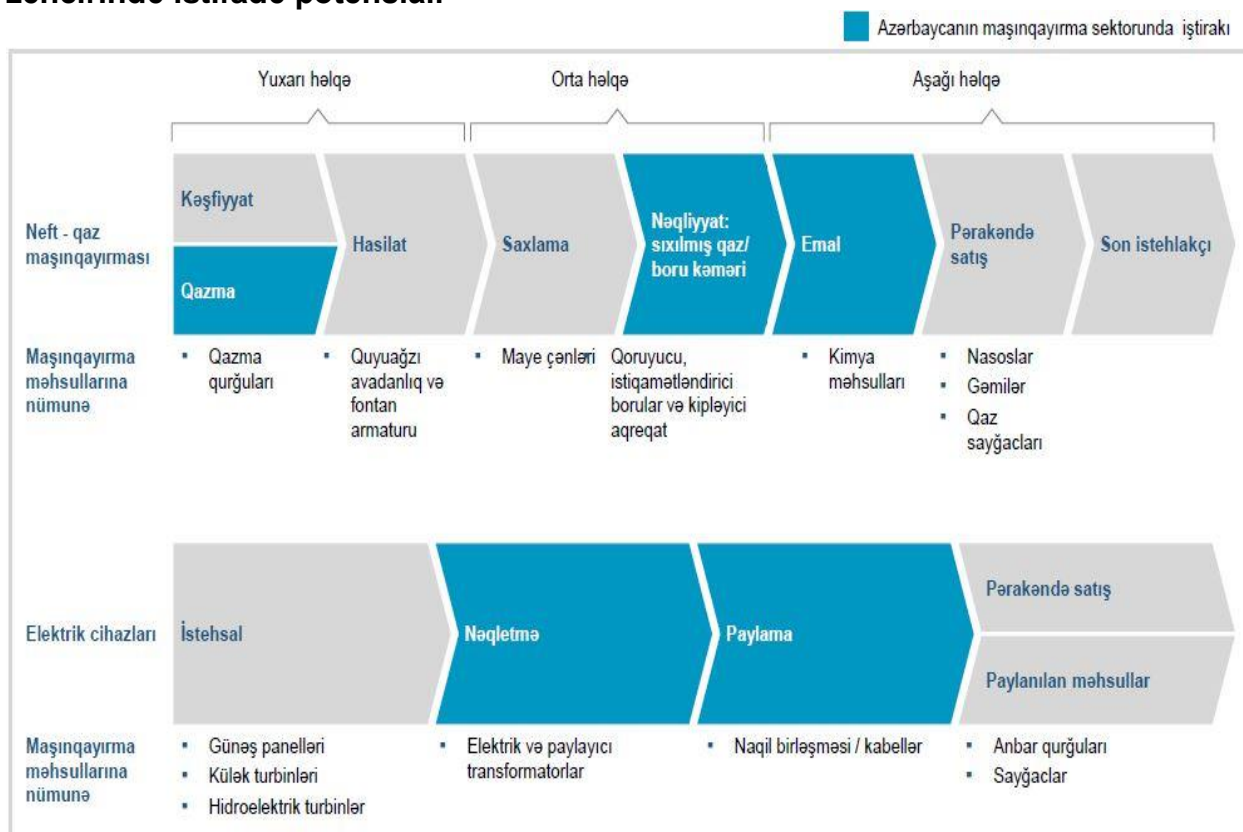 zəncirində istifadə potensialı
Azərbaycanın maşınqayırma sektorunda iştirakı
Yuxarı həlqə
Orta həlqə
Aşağı həlqə
Neft - qaz
maşınqayırması
Kəşfiyyat
Qazma
Hasilat
Saxlama
Nəqliyyat:
sıxılmış qaz/
boru kəməri
Emal
Pərakəndə
satış
Son istehlakçı
Maşınqayırma
məhsullarına
nümunə
▪ Qazma
qurğuları
▪ Quyuağzı
avadanlıq və
fontan
armaturu
▪ Maye çənləri
Qoruyucu,
istiqamətləndirici
borular və kipləyici
aqreqat
▪ Kimya
məhsulları
▪ Nasoslar
▪ Gəmilər
▪ Qaz
sayğacları
Elektrik cihazları
İstehsal
Nəqletmə
Paylama
Pərakəndə satış
Paylanılan məhsullar
Maşınqayırma
məhsullarına
nümunə
▪ Günəş panelləri
▪ Külək turbinləri
▪ Hidroelektrik turbinlər
▪ Elektrik və paylayıcı
transformatorlar
▪ Naqil birləşməsi / kabellər
▪ Anbar qurğuları
▪ Sayğaclar